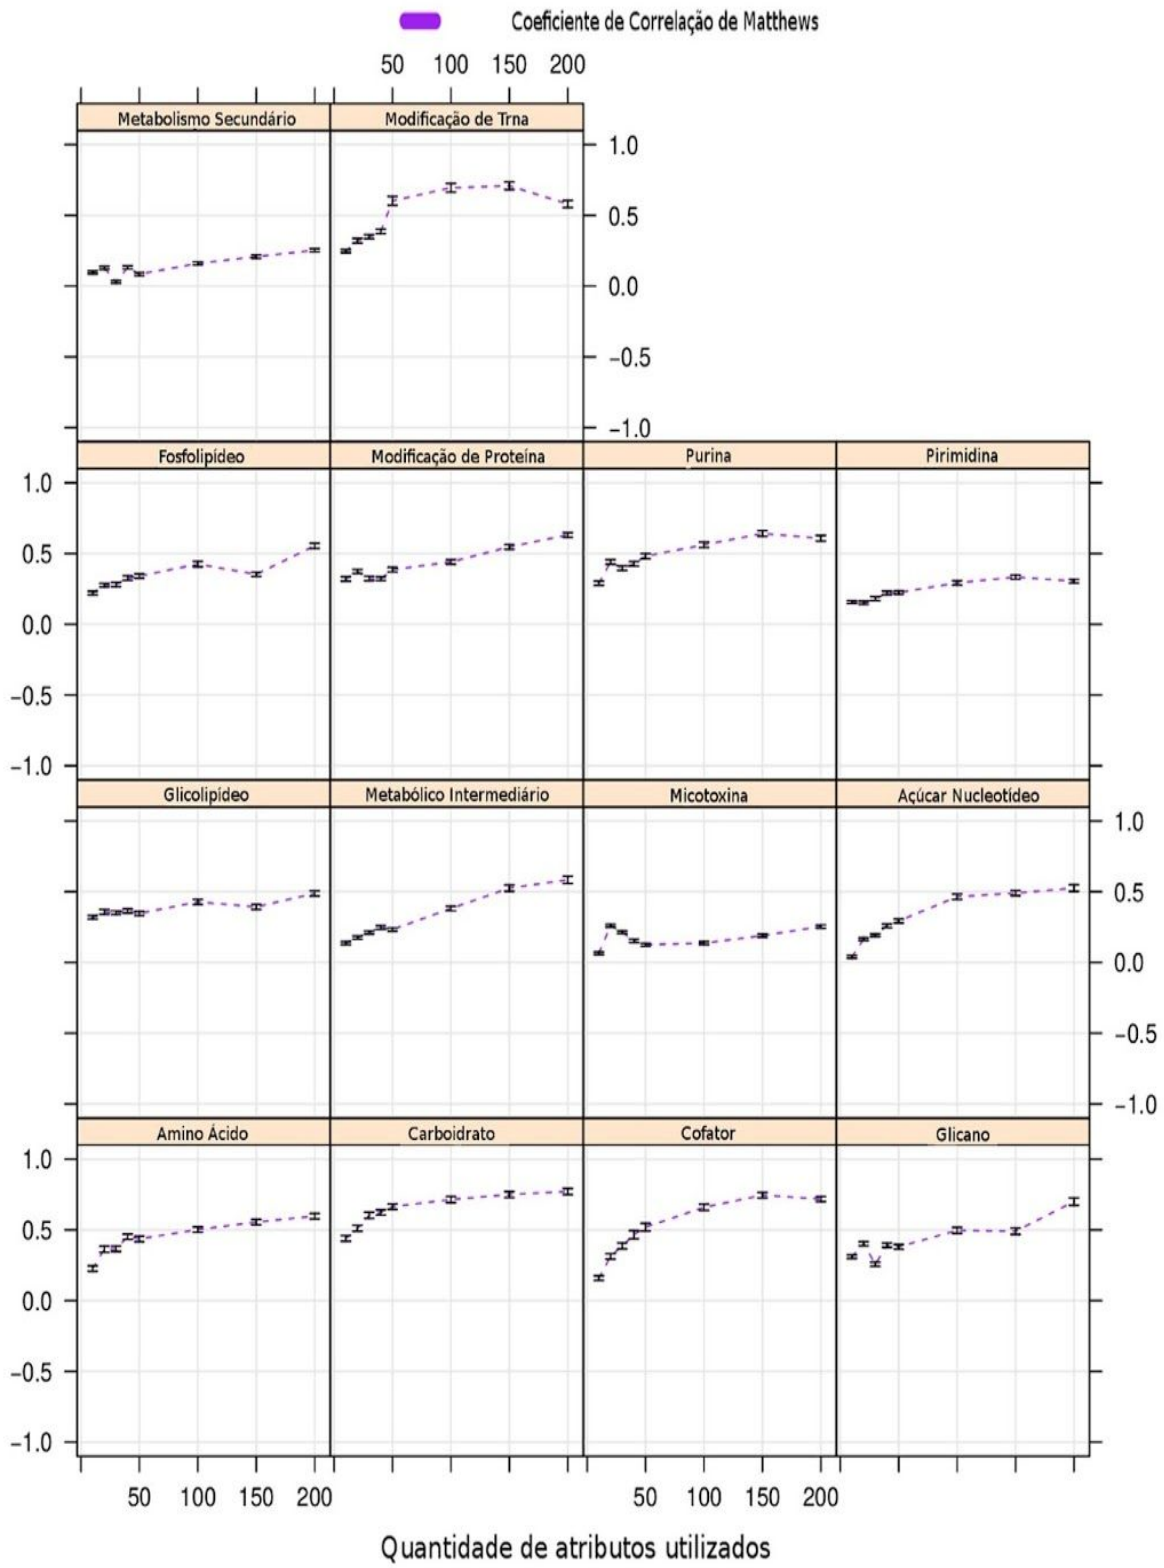 Coeficiente de Correlação de Matthews
50 100 150 200
Metabolismo Secundário Modificação de Trna
1.0
0.5
0.0
−0.5
−1.0
Fosfolipídeo Modificação de Proteína Purina Pirimidina
1.0
0.5
0.0
−0.5
−1.0
Glicolipídeo Metabólico Intermediário Micotoxina Açúcar Nucleotídeo
1.0
0.5
0.0
−0.5
−1.0
Amino Ácido Carboidrato Cofator Glicano
1.0
0.5
0.0
−0.5
−1.0
50 100 150 200 50 100 150 200
Quantidade de atributos utilizados